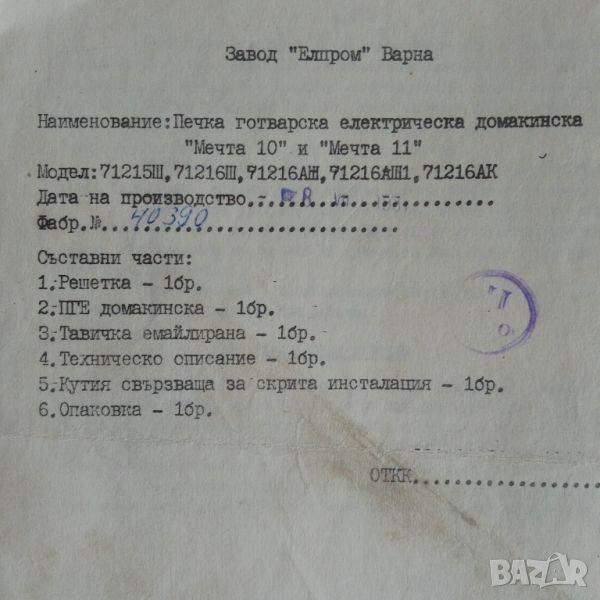 Завод "Елпром" Варна
Наименование:Печка готварска електрическа домакинска
"Мечта 10" и "Мечта 11"
Модел:71215Ш,71216Ш,71216АЖ,71216АШ1,71216АК
Дата на производство
Фабр.№ 40390
Съставни части:
1.Решетка - 1бр.
2.ПГЕ домакинска - 1бр.
3.Тавичка емайлирана - 1бр.
4.Техническо описание - 1бр.
5.Кутия свързваща за скрита инсталация - 1бр.
6.Опаковка - 1бр.
ОТКК
BAZAR